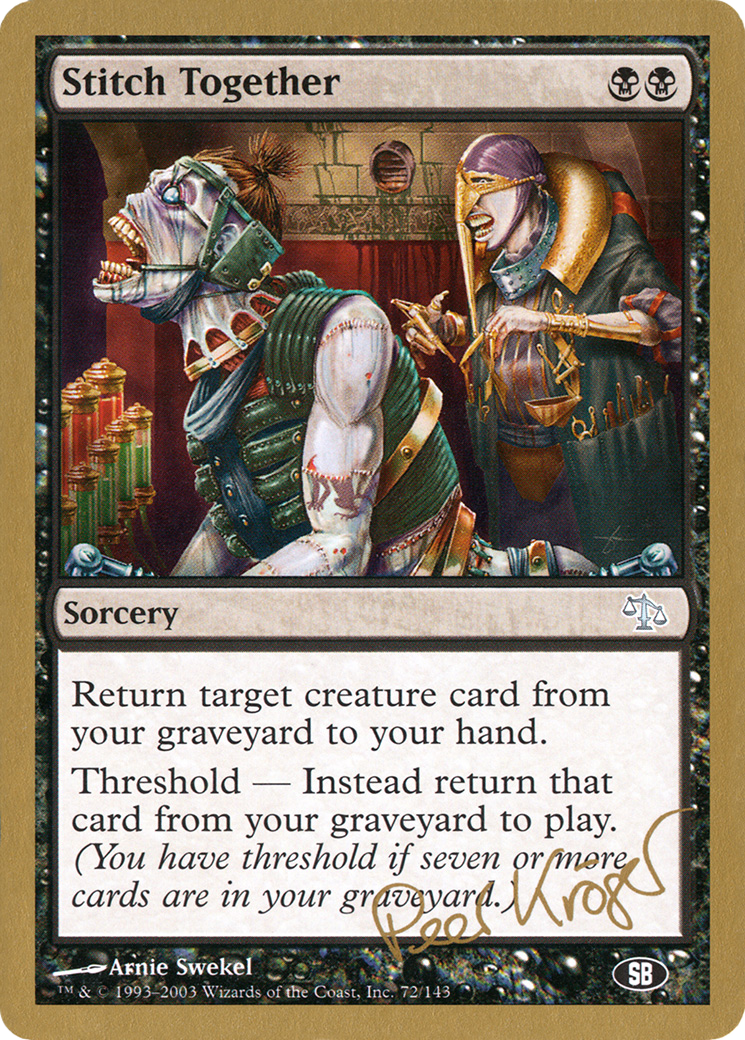 Stitch Together
Sorcery
Return target creature card from
your graveyard to your hand.
Threshold — Instead return that
card from your graveyard to play.
(You have threshold if seven or more
cards are in your graveyard.)
Peer Kröger
Arnie Swekel
SB
™ & © 1993–2003 Wizards of the Coast, Inc. 72/143